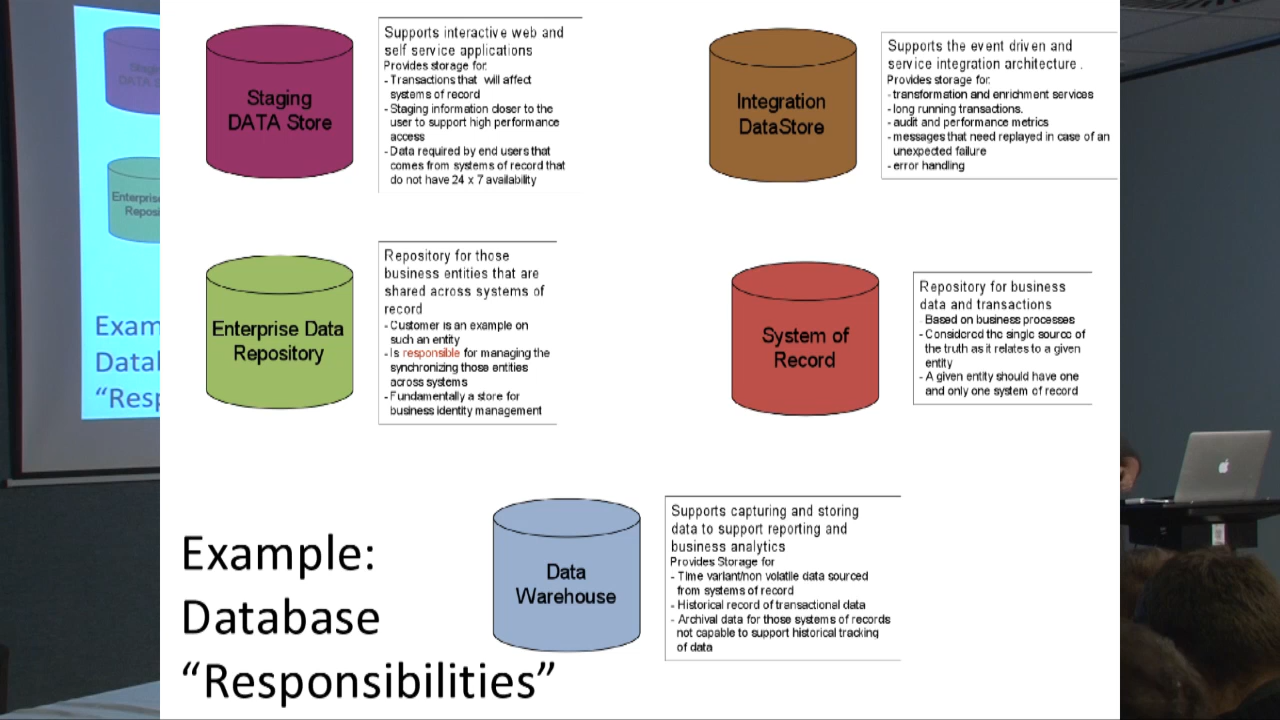 Staging
DATA Store
Supports interactive web and
self service applications
Provides storage for:
- Transactions that will affect
systems of record
- Staging information closer to the
user to support high performance
access
- Data required by end users that
comes from systems of record that
do not have 24 x 7 availability
Integration
DataStore
Supports the event driven and
service integration architecture .
Provides storage for:
- transformation and enrichment services
- long running transactions.
- audit and performance metrics
- messages that need replayed in case of an
unexpected failure
- error handling
Enterprise Data
Repository
Repository for those
business entities that are
shared across systems of
record
- Customer is an example on
such an entity
- Is responsible for managing the
synchronizing those entities
across systems
- Fundamentally a store for
business identity management
System of
Record
Repository for business
data and transactions
- Based on business processes
- Considered the single source of
the truth as it relates to a given
entity
- A given entity should have one
and only one system of record
Data
Warehouse
Supports capturing and storing
data to support reporting and
business analytics
Provides Storage for
- Time variant/non volatile data sourced
from systems of record
- Historical record of transactional data
- Archival data for those systems of records
not capable to support historical tracking
of data
Example:
Database
“Responsibilities”
Enterprise
Reposi
Exam
Datal
“Resp